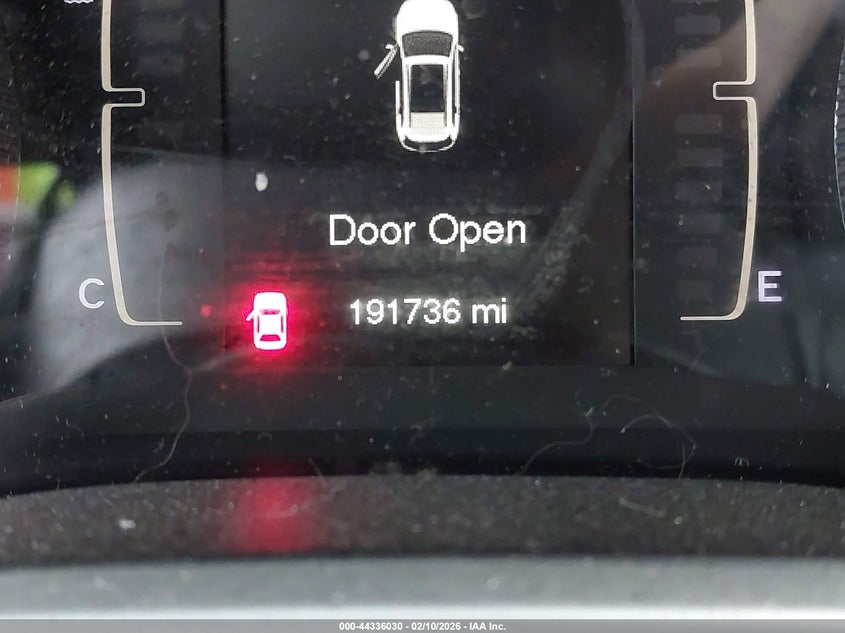 Door Open
C
E
191736 mi
000-44336030 - 02/10/2026 - IAA Inc.